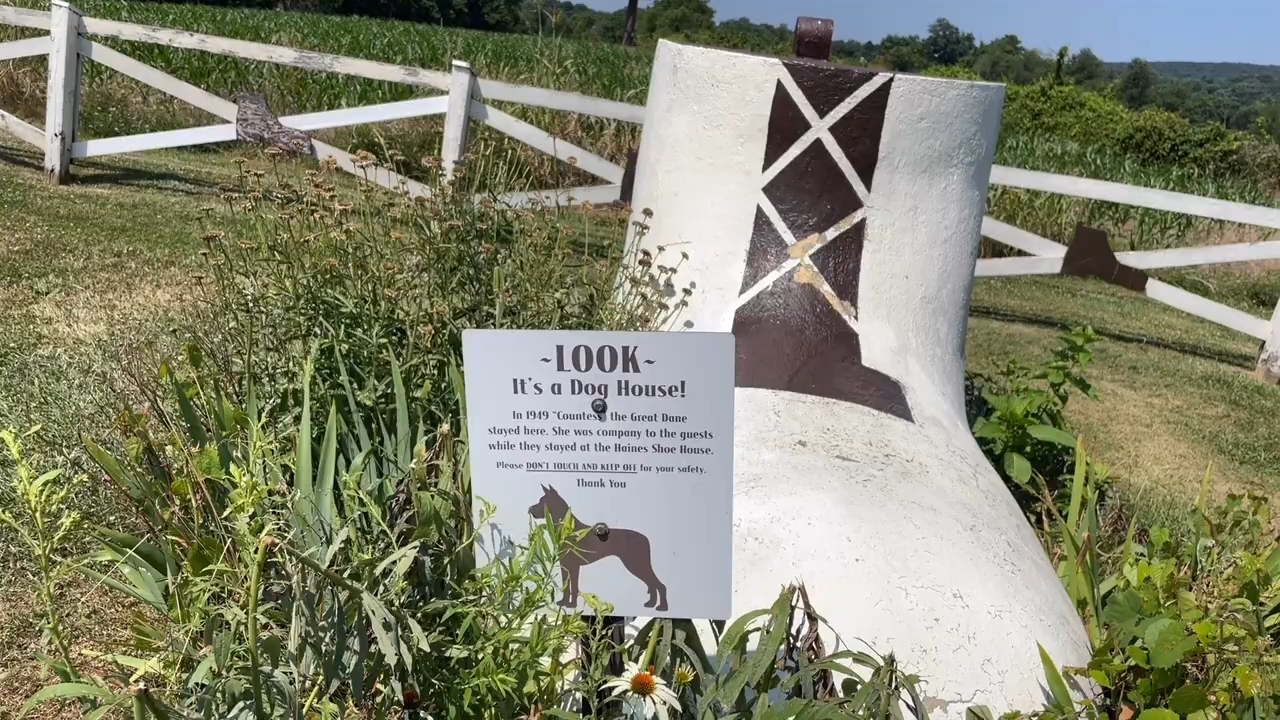 ~LOOK~
It's a Dog House!
In 1949 "Countess" the Great Dane
stayed here. She was company to the guests
while they stayed at the Haines Shoe House.
Please DON'T TOUCH AND KEEP OFF for your safety.
Thank You